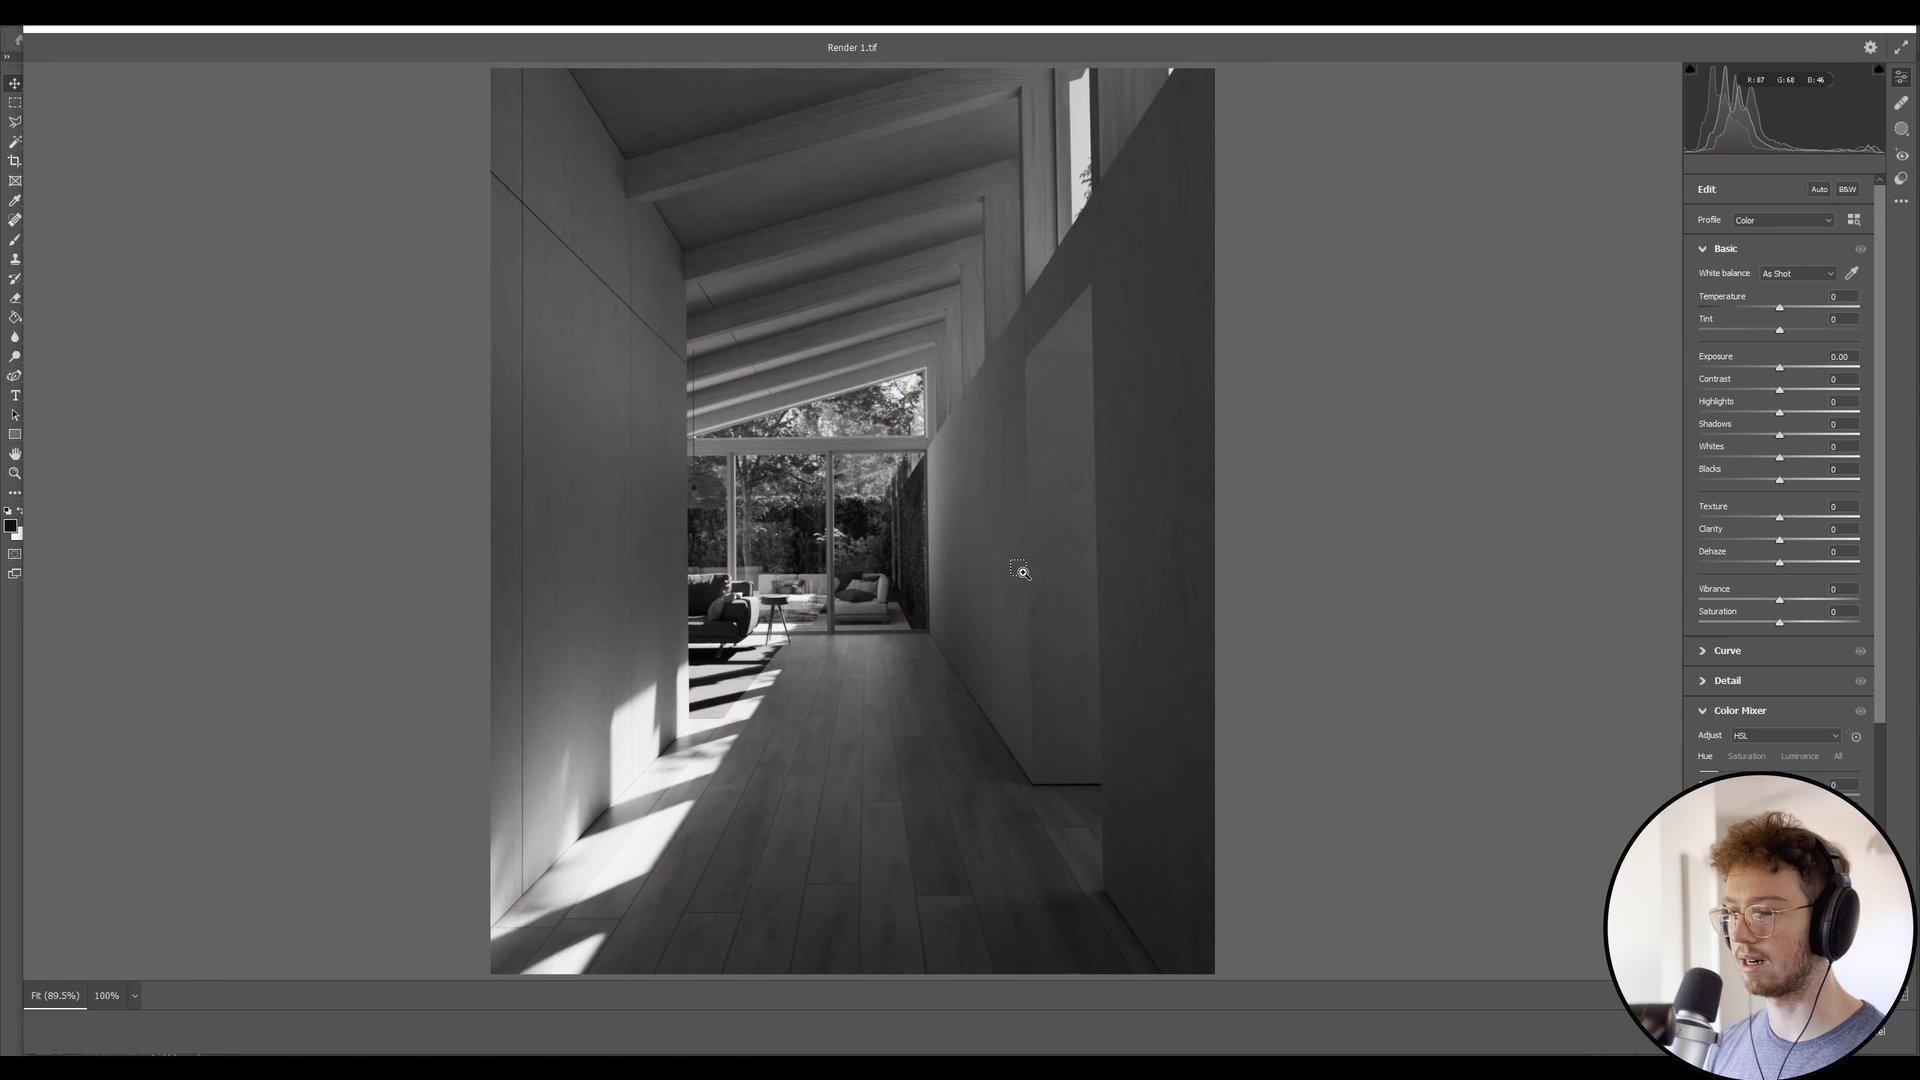 Render 1.tif
R: 87 G: 68 B: 46
Edit Auto B&W
Profile Color
Basic
White balance As Shot
Temperature 0
Tint 0
Exposure 0.00
Contrast 0
Highlights 0
Shadows 0
Whites 0
Blacks 0
Texture 0
Clarity 0
Dehaze 0
Vibrance 0
Saturation 0
Curve
Detail
Color Mixer
Adjust HSL
Hue Saturation Luminance All
0
Fit (89.5%) 100%